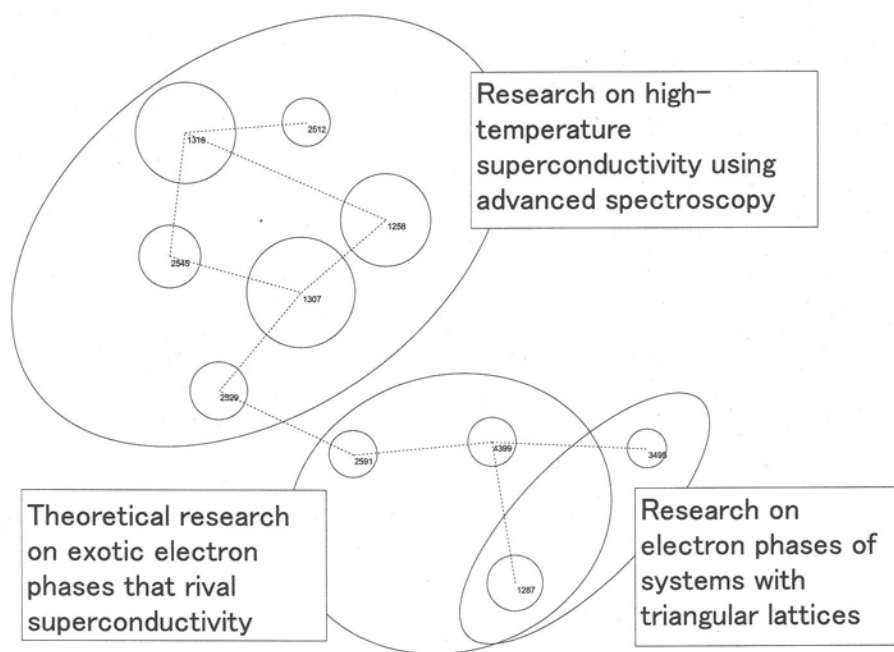 Research on high-
temperature
superconductivity using
advanced spectroscopy
1316
2512
1258
2545
1307
2529
2591
4399
3495
1287
Theoretical research
on exotic electron
phases that rival
superconductivity
Research on
electron phases of
systems with
triangular lattices